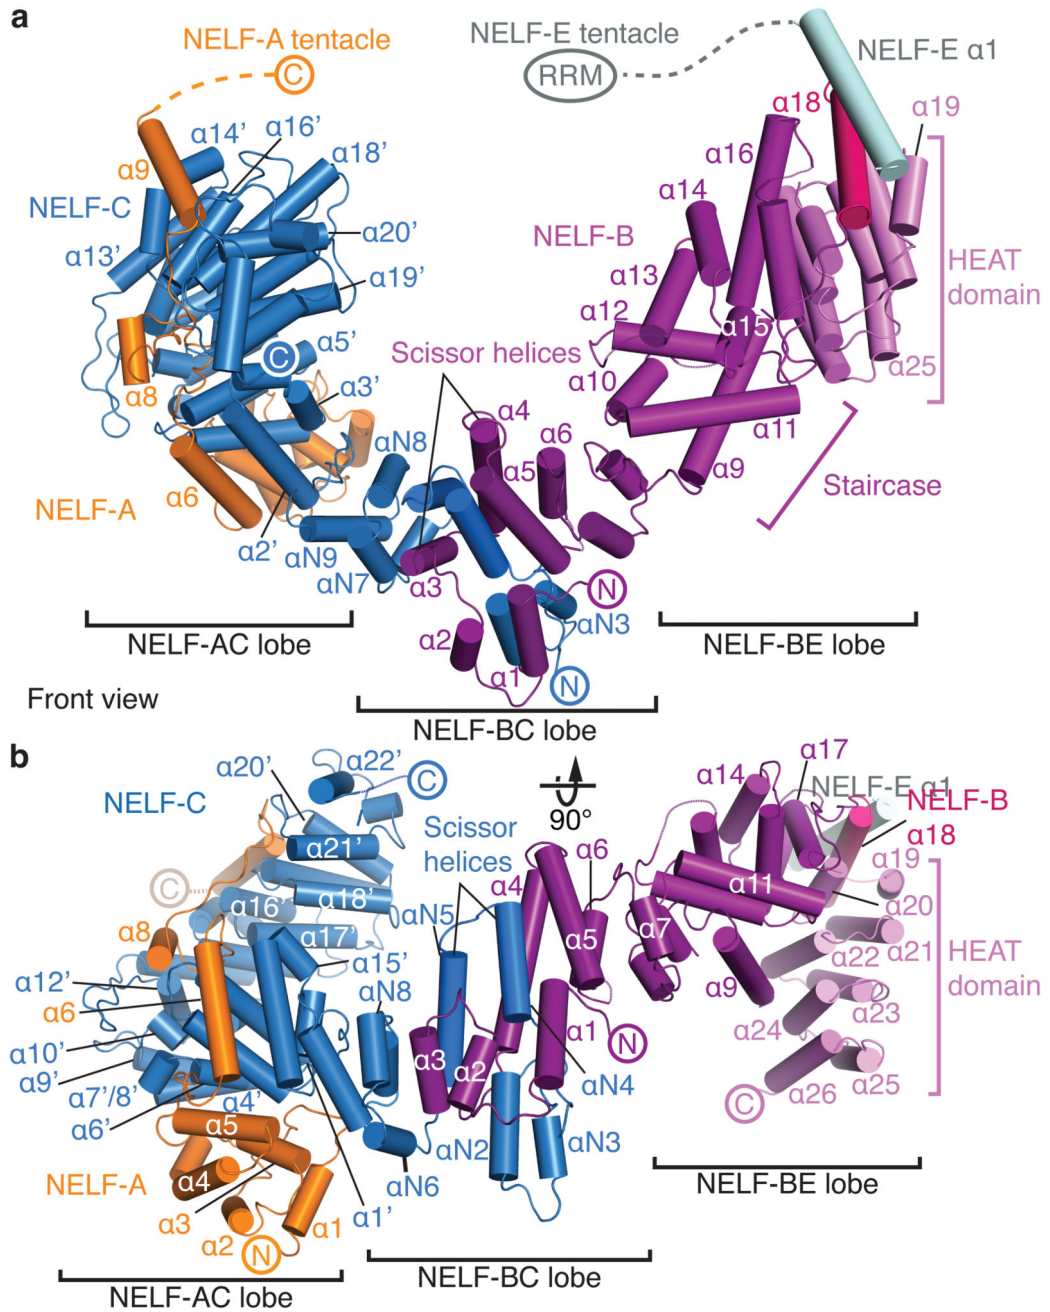 a
NELF-A tentacle
C
NELF-E tentacle
RRM
NELF-E α1
α18
α19
α14’
α16’
α18’
α9
NELF-C
α16
α14
α13’
α20’
NELF-B
α13
HEAT
domain
α19’
α12
α15
α5’
C
Scissor helices
α8
α3’
α10
α25
α4
α11
α6
αN8
α5
α9
α6
Staircase
NELF-A
α2’
αN9
αN7
α3
N
αN3
α2
α1
N
NELF-AC lobe
NELF-BE lobe
Front view
NELF-BC lobe
b
α20’
α22’
C
90°
α17
α14
NELF-E α1
NELF-B
α18
NELF-C
Scissor
helices
α21’
α6
α19
C
α4
α11
α18’
α16’
αN5
α20
α8
α17’
α5
α7
α22
α21
HEAT
domain
α12’
α15’
αN8
α9
α6
α23
α10’
α1
N
α24
α9’
α3
α2
α25
α7’/8’
α4’
αN4
C
α26
α6’
α5
αN2
αN3
NELF-A
α4
αN6
α3
α1’
α1
α2
N
NELF-BE lobe
NELF-BC lobe
NELF-AC lobe